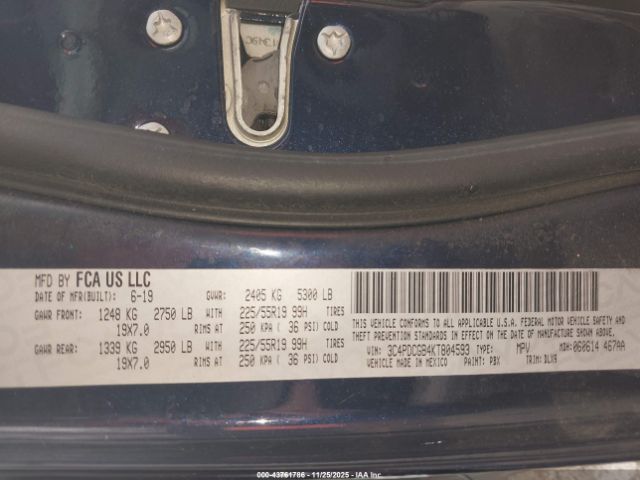 MFD BY FCA US LLC
DATE OF MFR(BUILT): 6-19 GVWR: 2405 KG 5300 LB
GAWR FRONT: 1248 KG 2750 LB WITH 225/55R19 99H TIRES
19X7.0 RIMS AT 250 KPA ( 36 PSI) COLD
GAWR REAR: 1339 KG 2950 LB WITH 225/55R19 99H TIRES
19X7.0 RIMS AT 250 KPA ( 36 PSI) COLD
THIS VEHICLE CONFORMS TO ALL APPLICABLE U.S.A. FEDERAL MOTOR VEHICLE SAFETY AND
THEFT PREVENTION STANDARDS IN EFFECT ON THE DATE OF MANUFACTURE SHOWN ABOVE.
VIN: 3C4PDCGB4KT804593 TYPE: MPV MDH: 060614 467AA
VEHICLE MADE IN MEXICO PAINT: PBX TRIM: DLX9
000-43761786 - 11/25/2025 - IAA Inc.